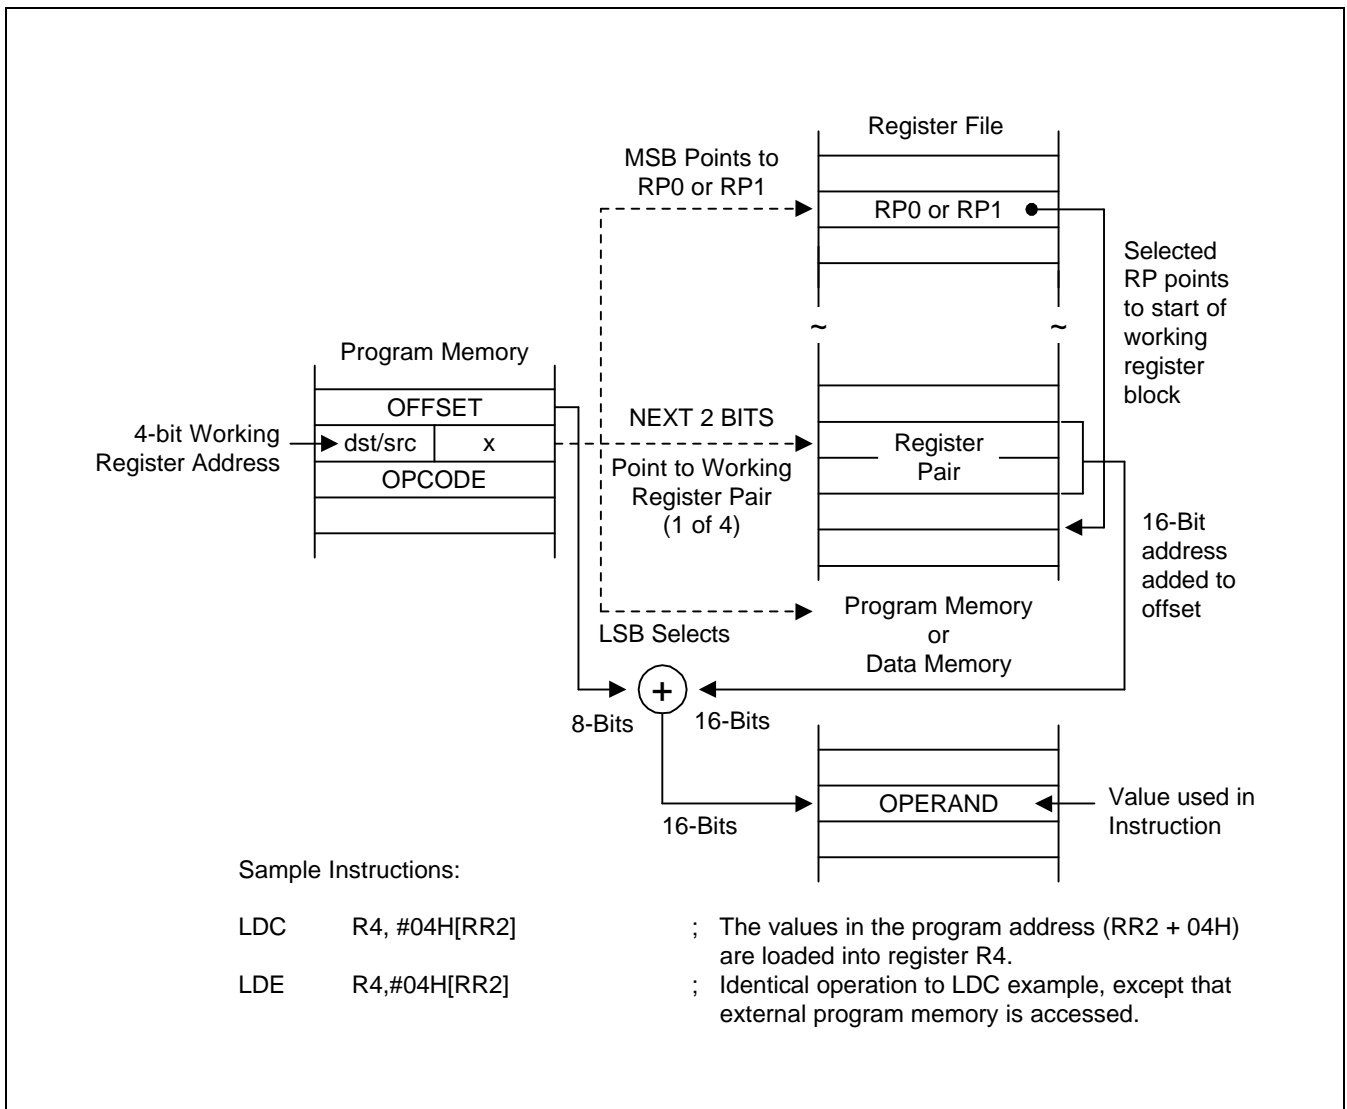 Register File
MSB Points to
RP0 or RP1
RP0 or RP1
Selected
RP points
to start of
working
register
block
~ ~
Program Memory
OFFSET
4-bit Working
Register Address
dst/src x
OPCODE
NEXT 2 BITS
Point to Working
Register Pair
(1 of 4)
Register
Pair
16-Bit
address
added to
offset
LSB Selects
Program Memory
or
Data Memory
+
8-Bits
16-Bits
16-Bits
OPERAND
Value used in
Instruction
Sample Instructions:
LDC R4, #04H[RR2] ; The values in the program address (RR2 + 04H)
are loaded into register R4.
LDE R4,#04H[RR2] ; Identical operation to LDC example, except that
external program memory is accessed.